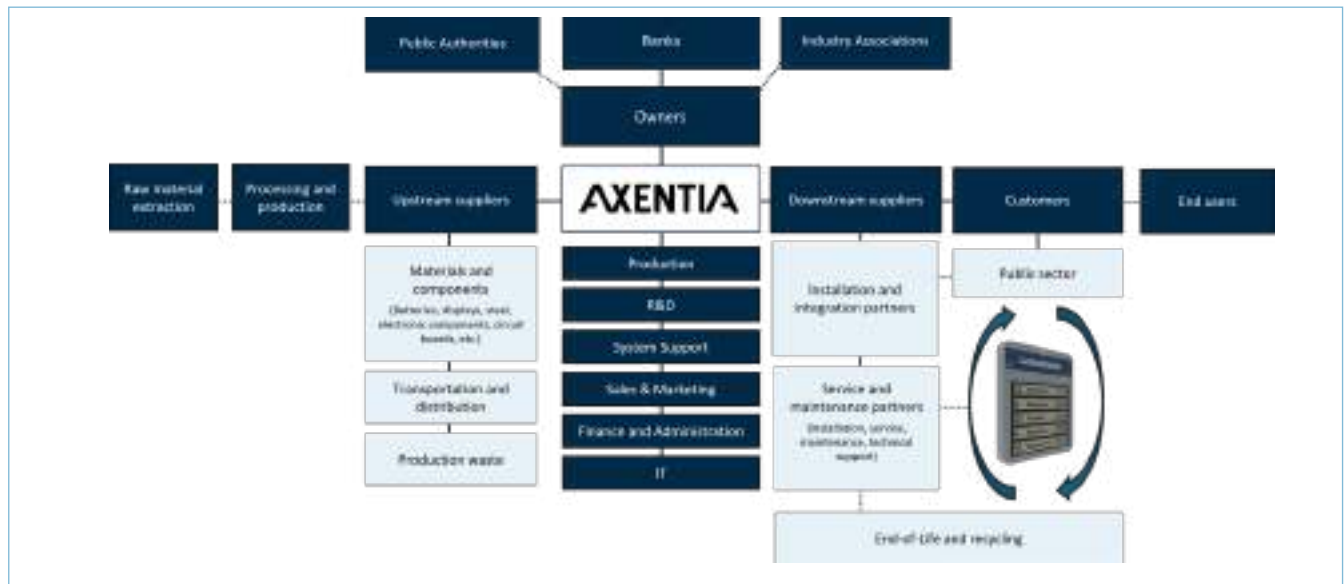 Public Authorities
Banks
Industry Associations
Owners
Raw material
extraction
Processing and
production
Upstream suppliers
AXENTIA
Downstream suppliers
Customers
End users
Materials and
components
(Batteries, displays, steel,
electronic components, circuit
boards, etc.)
Transportation and
distribution
Production waste
Production
R&D
System Support
Sales & Marketing
Finance and Administration
IT
Installation and
integration partners
Service and
maintenance partners
(Installation, service,
maintenance, technical
support)
Public sector
End-of-Life and recycling